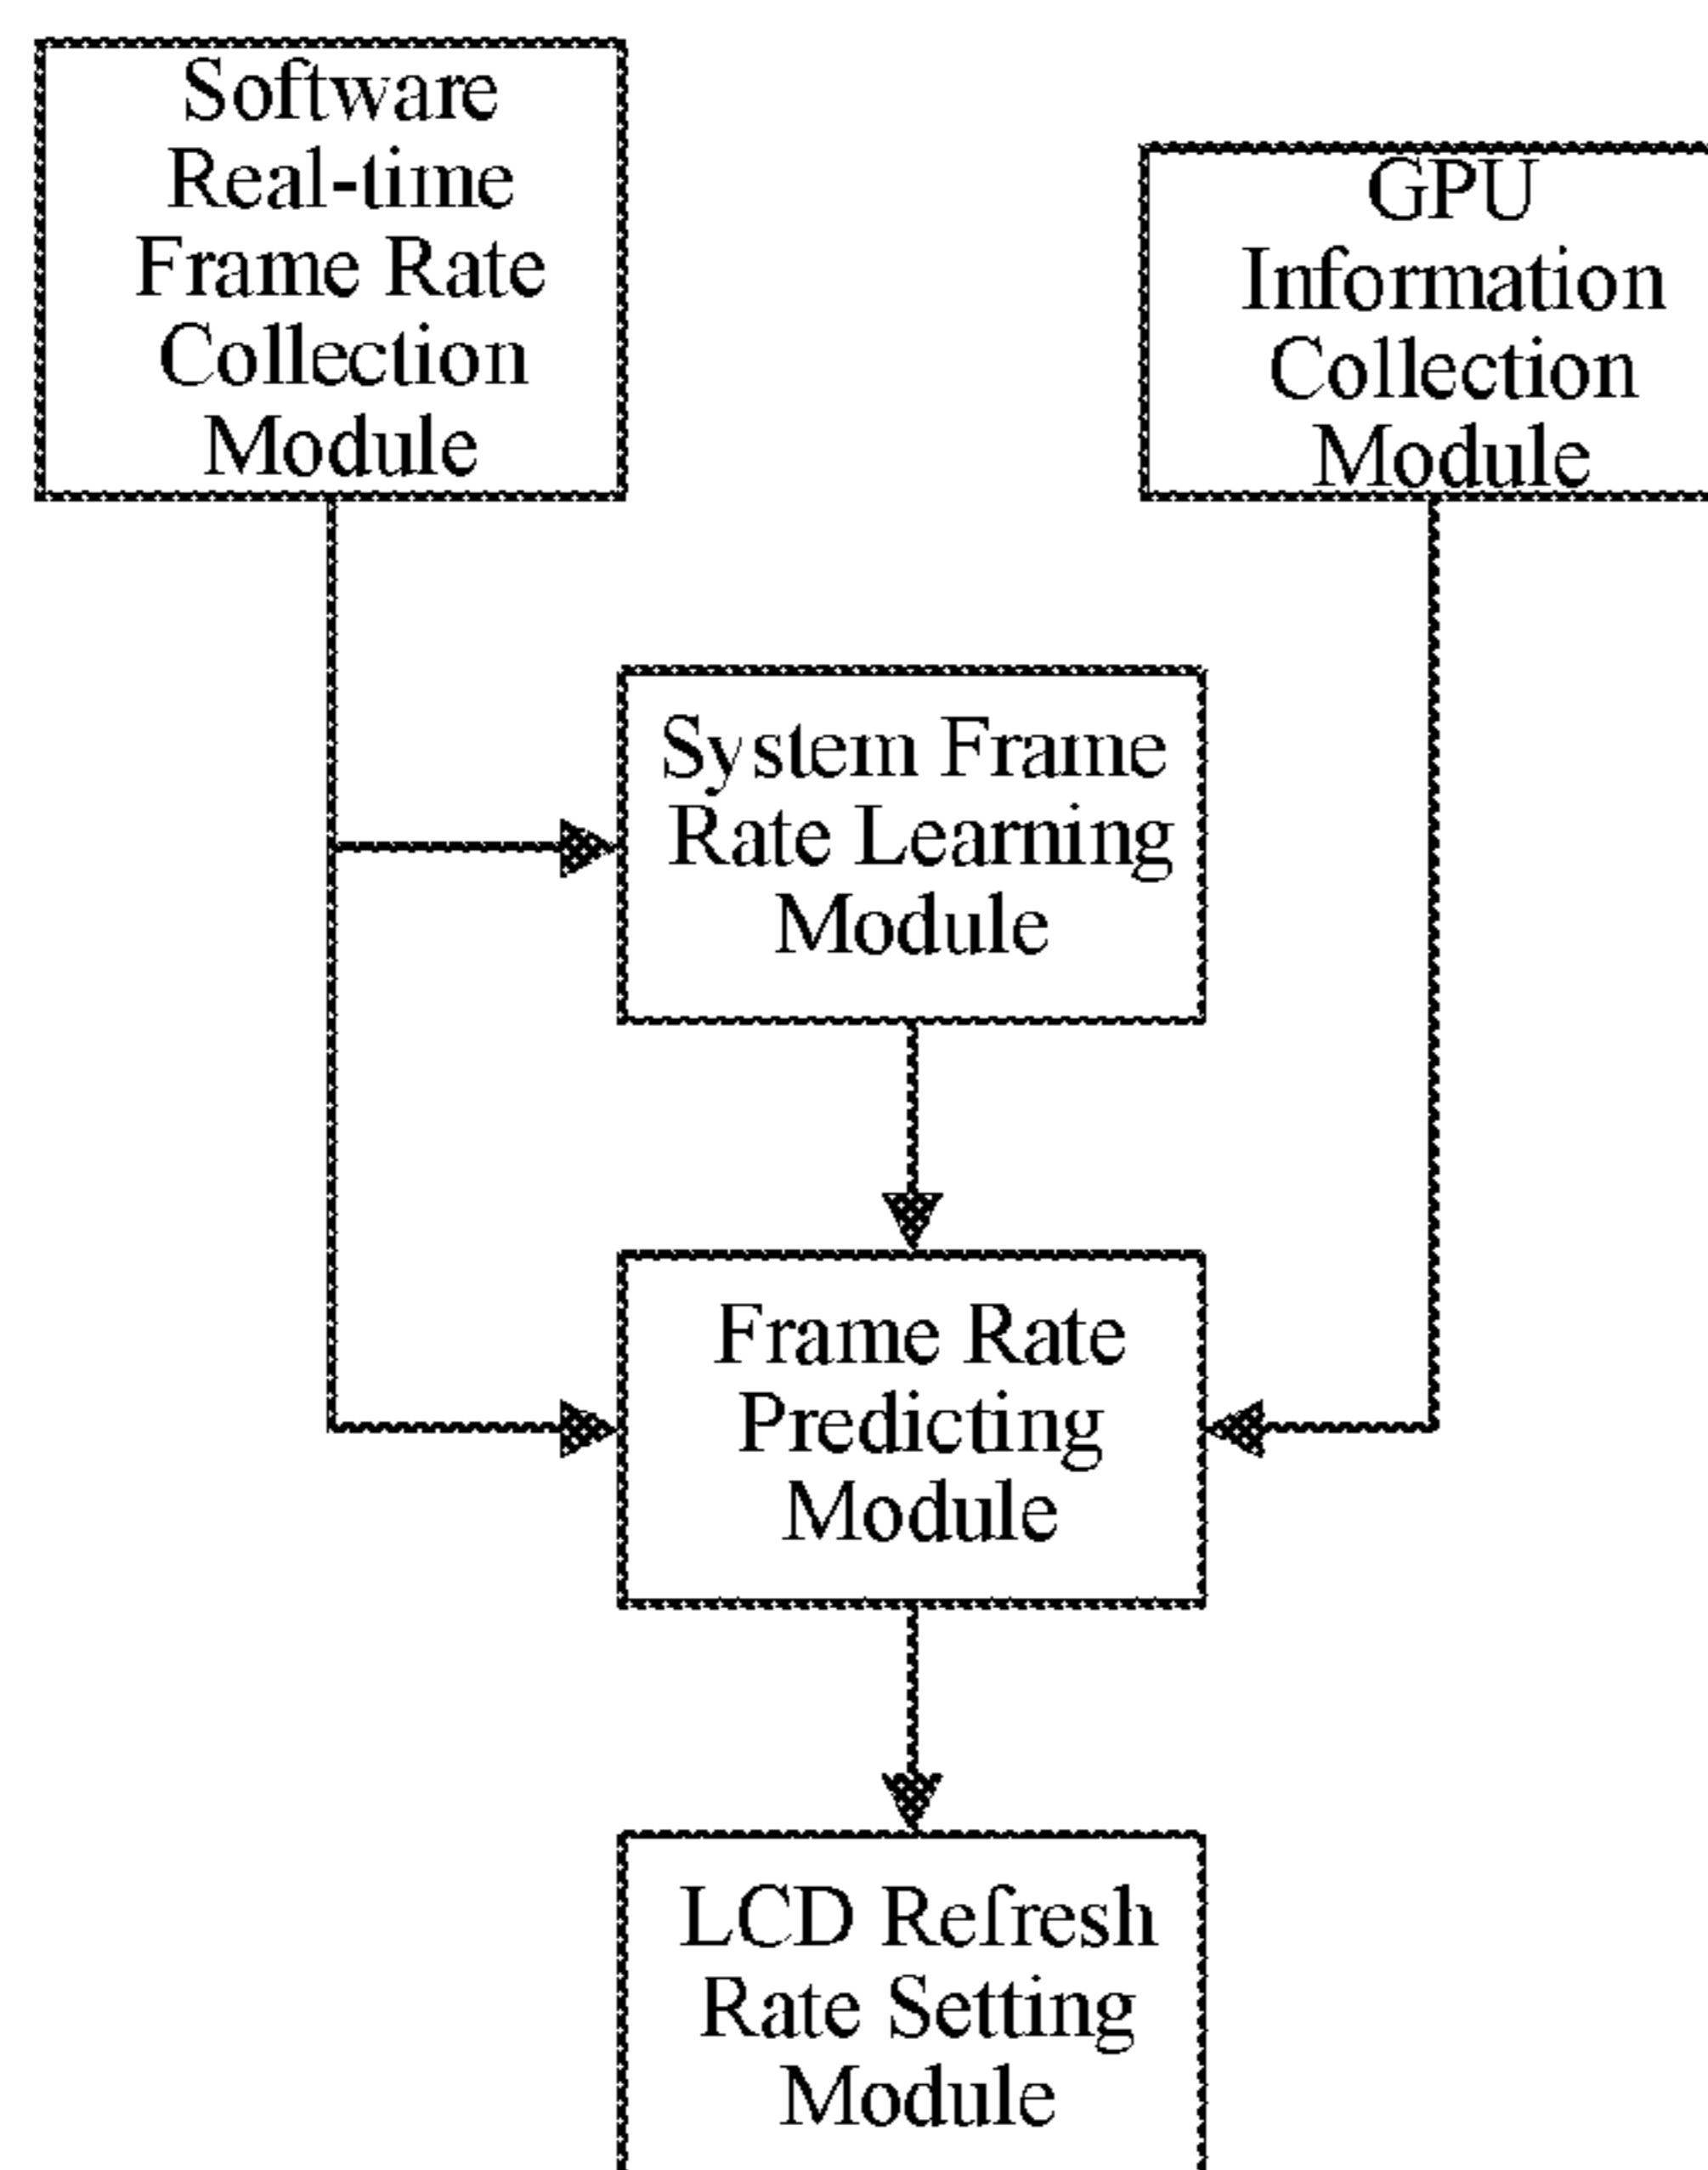 Software
Real-time
Frame Rate
Collection
Module
GPU
Information
Collection
Module
System Frame
Rate Learning
Module
Frame Rate
Predicting
Module
LCD Refresh
Rate Setting
Module